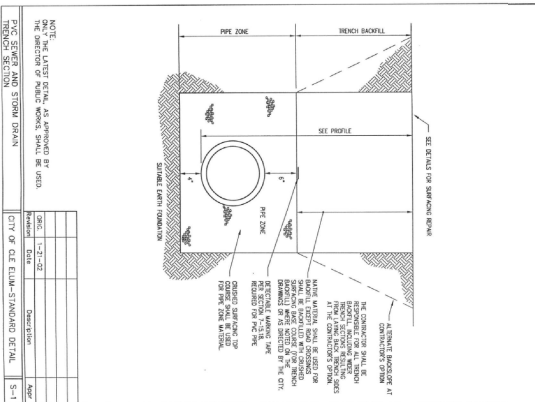 SEE DETAILS FOR SURFACING REPAIR
ALTERNATE BACKSLOPE AT
CONTRACTOR'S OPTION
THE CONTRACTOR SHALL BE
RESPONSIBLE FOR ALL TRENCH
BACKFILL INCLUDING WIDER
TRENCH SECTIONS RESULTING
FROM LAYING BACK TRENCH SIDES
AT THE CONTRACTOR'S OPTION.
TRENCH BACKFILL
PIPE ZONE
SEE PROFILE
NATIVE MATERIAL SHALL BE USED FOR
BACKFILL EXCEPT ROAD CROSSINGS
SHALL BE BACKFILLED WITH CRUSHED
SURFACING BASE COURSE (FOR TRENCH
BACKFILL) WHERE NOTED ON THE
DRAWINGS OR AS DIRECTED BY THE CITY.
6"
DETECTABLE MARKING TAPE
PER SECTION 7-15.1B,
REQUIRED FOR PVC PIPE
PIPE ZONE
CRUSHED SURFACING TOP
COURSE SHALL BE USED
FOR PIPE ZONE MATERIAL
4"
SUITABLE EARTH FOUNDATION
NOTE:
ONLY THE LATEST DETAIL, AS APPROVED BY
THE DIRECTOR OF PUBLIC WORKS, SHALL BE USED.
ORIG. 1-21-02
Revision Date Description Appr.
PVC SEWER AND STORM DRAIN
TRENCH SECTION
CITY OF CLE ELUM-STANDARD DETAIL S-1